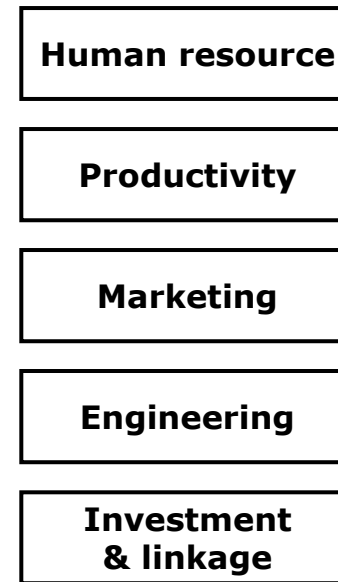 Human resource
Productivity
Marketing
Engineering
Investment
& linkage